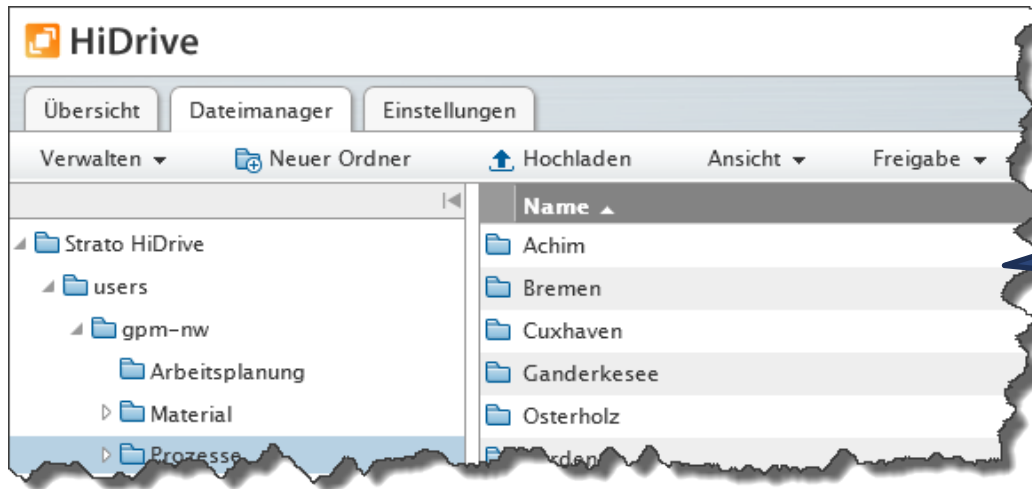 HiDrive
Übersicht Dateimanager Einstellungen
Verwalten Neuer Ordner Hochladen Ansicht Freigabe
Name
Strato HiDrive
users
gpm-nw
Arbeitsplanung
Material
Prozesse
Achim
Bremen
Cuxhaven
Ganderkesee
Osterholz